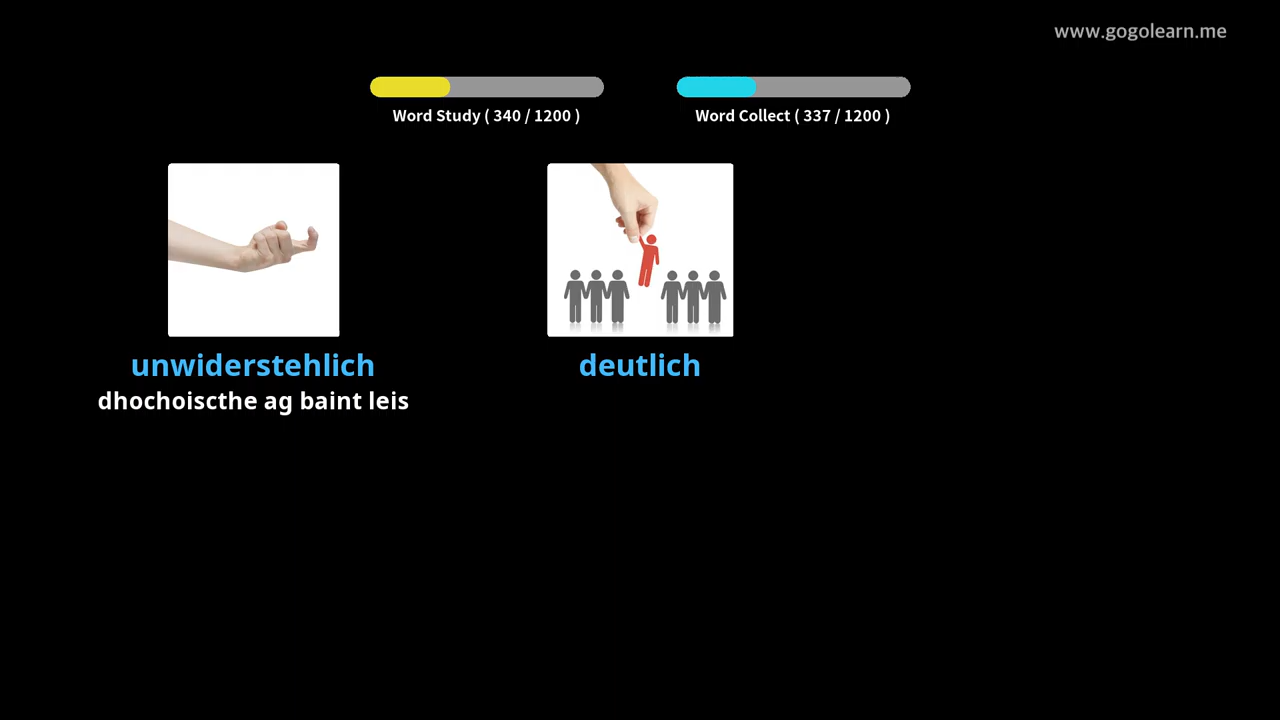 www.gogolearn.me
Word Study ( 340 / 1200 )
Word Collect ( 337 / 1200 )
unwiderstehlich
dhochoiscthe ag baint leis
deutlich